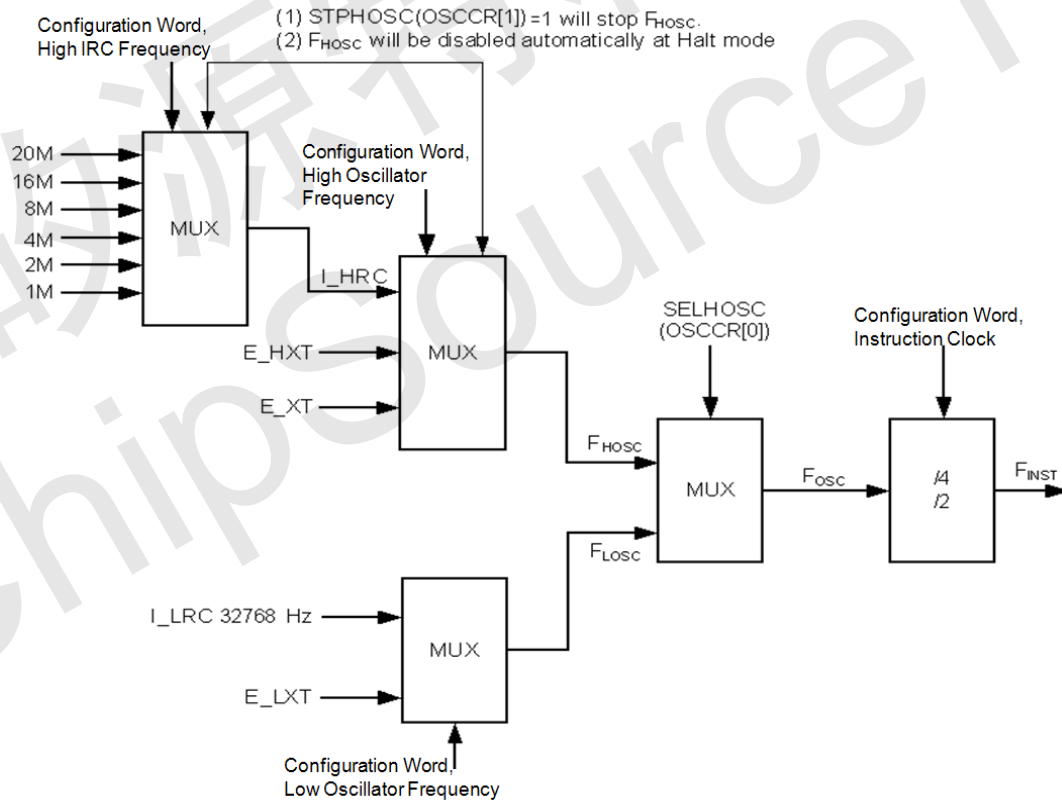 Configuration Word,
High IRC Frequency
(1) STPHOSC(OSCCR[1])=1 will stop FHOSC.
(2) FHOSC will be disabled automatically at Halt mode
20M
16M
8M
4M
2M
1M
MUX
Configuration Word,
High Oscillator
Frequency
I_HRC
E_HXT
E_XT
MUX
FHOSC
SELHOSC
(OSCCR[0])
MUX
FOSC
Configuration Word,
Instruction Clock
/4
/2
FINST
FLOSC
I_LRC 32768 Hz
E_LXT
MUX
Configuration Word,
Low Oscillator Frequency
ChipSource